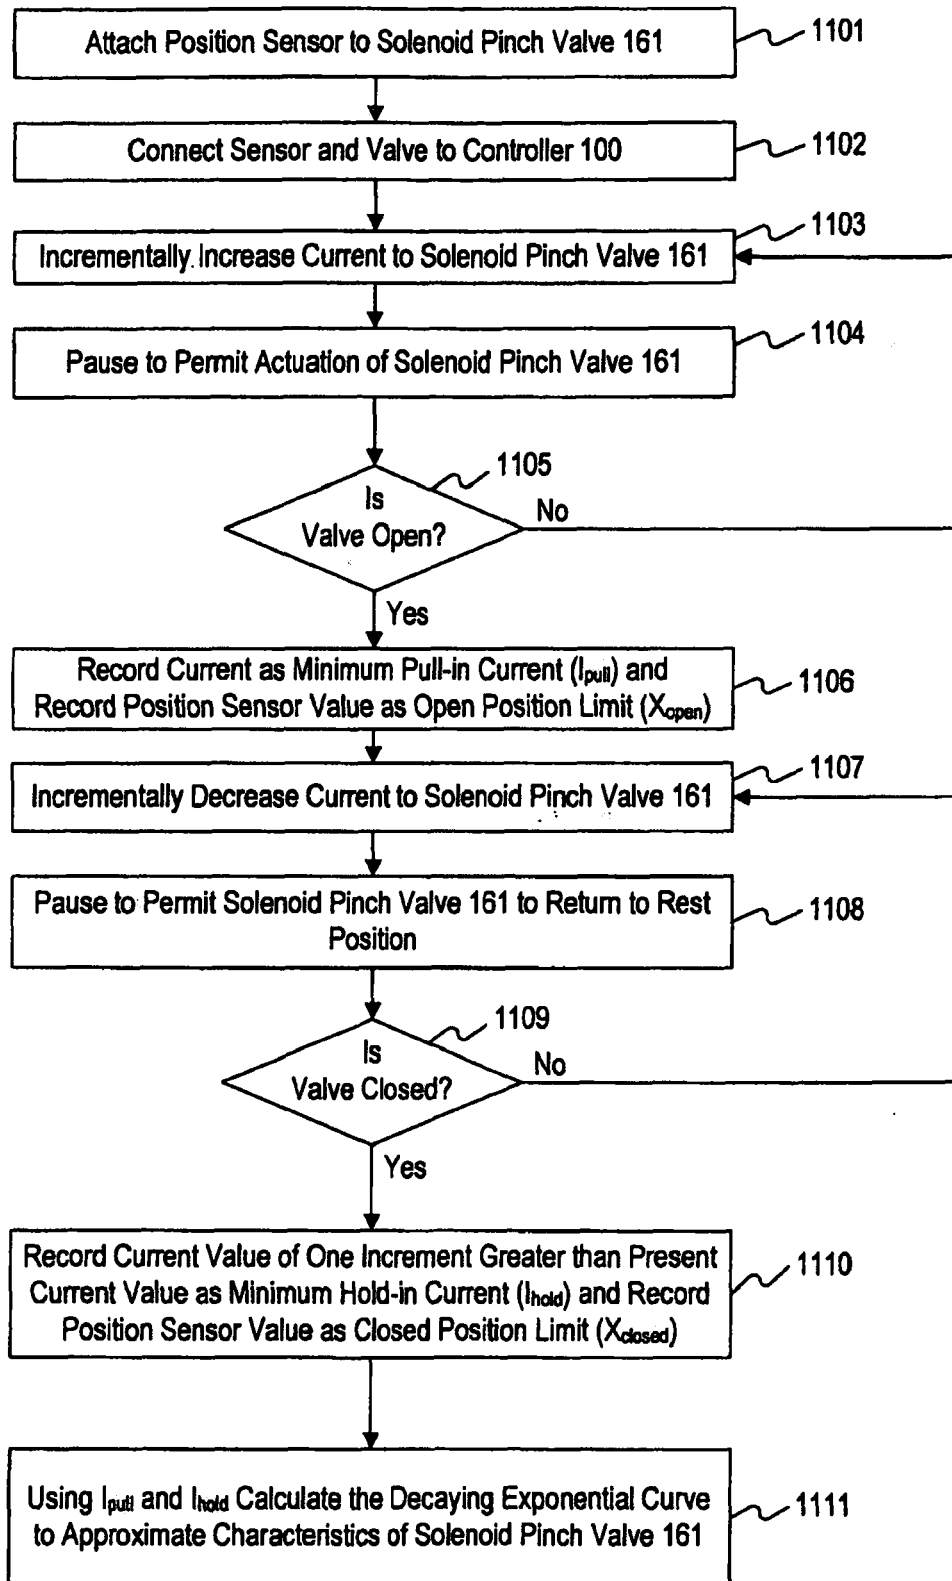 Attach Position Sensor to Solenoid Pinch Valve 161
1101
Connect Sensor and Valve to Controller 100
1102
1103
Incrementally. Increase Current to Solenoid Pinch Valve 161
1104
Pause to Permit Actuation of Solenoid Pinch Valve 161
1105
Is
Valve Open?
No
Yes
Record Current as Minimum Pull-in Current (Ipull) and
Record Position Sensor Value as Open Position Limit (Xopen)
1106
1107
Incrementally Decrease Current to Solenoid Pinch Valve 161
Pause to Permit Solenoid Pinch Valve 161 to Return to Rest
Position
1108
1109
Is
Valve Closed?
No
Yes
Record Current Value of One Increment Greater than Present
Current Value as Minimum Hold-in Current (Ihold) and Record
Position Sensor Value as Closed Position Limit (Xclosed)
1110
Using Ipull and Ihold Calculate the Decaying Exponential Curve
to Approximate Characteristics of Solenoid Pinch Valve 161
1111